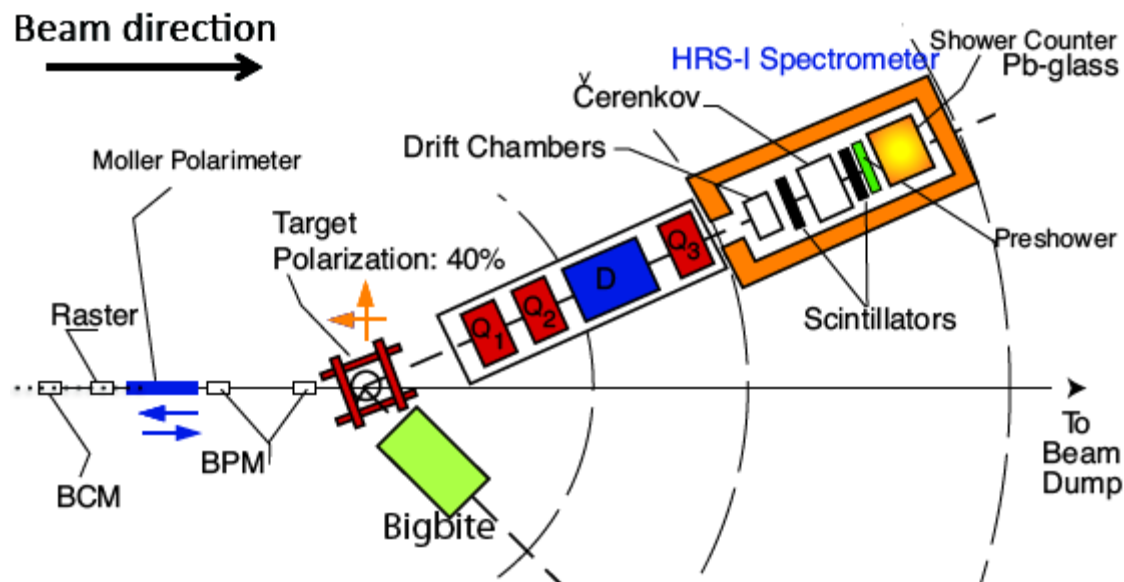 Beam direction
HRS-l Spectrometer
Shower Counter
Pb-glass
Čerenkov
Drift Chambers
Moller Polarimeter
Target
Polarization: 40%
Q1
Q2
D
Q3
Preshower
Scintillators
Raster
BCM
BPM
Bigbite
To
Beam
Dump